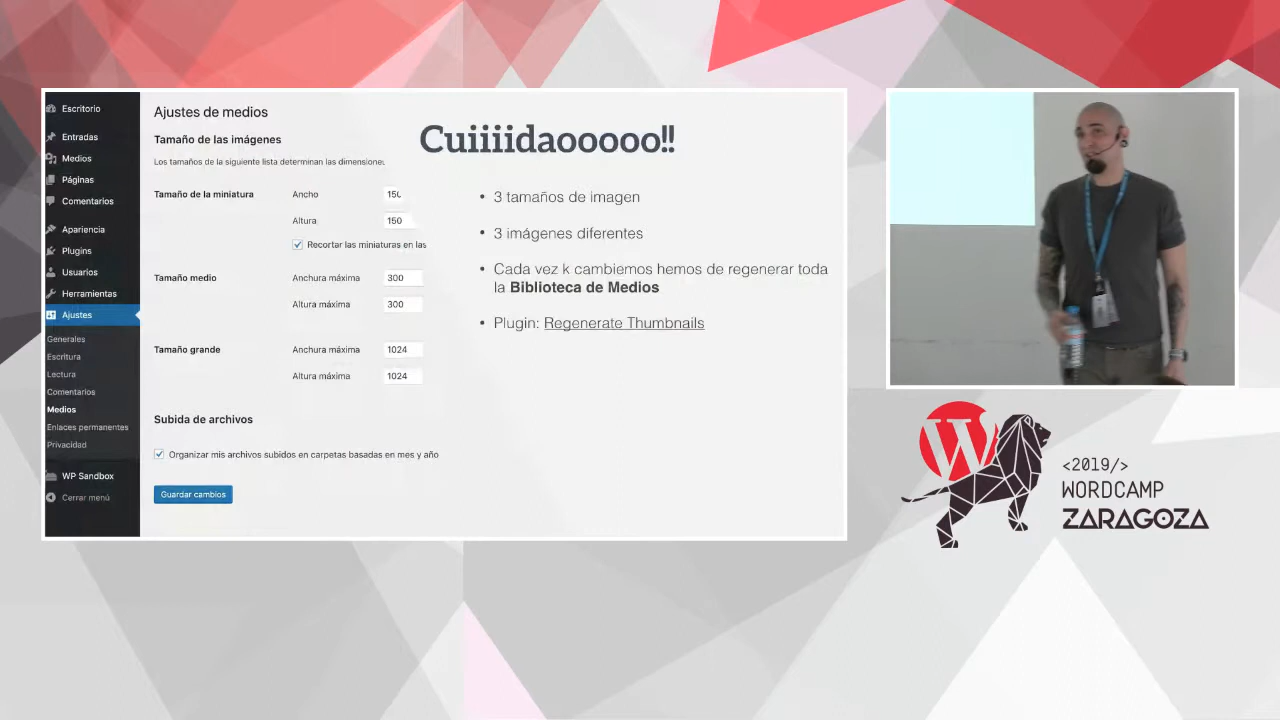 Escritorio
Entradas
Medios
Páginas
Comentarios
Apariencia
Plugins
Usuarios
Herramientas
Ajustes
Generales
Escritura
Lectura
Comentarios
Medios
Enlaces permanentes
Privacidad
WP Sandbox
Cerrar menú
Ajustes de medios
Tamaño de las imágenes
Los tamaños de la siguiente lista determinan las dimensiones
Tamaño de la miniatura Ancho 150
Altura 150
Recortar las miniaturas en las
Tamaño medio Anchura máxima 300
Altura máxima 300
Tamaño grande Anchura máxima 1024
Altura máxima 1024
Subida de archivos
Organizar mis archivos subidos en carpetas basadas en mes y año
Guardar cambios
Cuiiiidaooooo!!
• 3 tamaños de imagen
• 3 imágenes diferentes
• Cada vez k cambiemos hemos de regenerar toda
la Biblioteca de Medios
• Plugin: Regenerate Thumbnails
W
<2019/>
WORDCAMP
ZARAGOZA